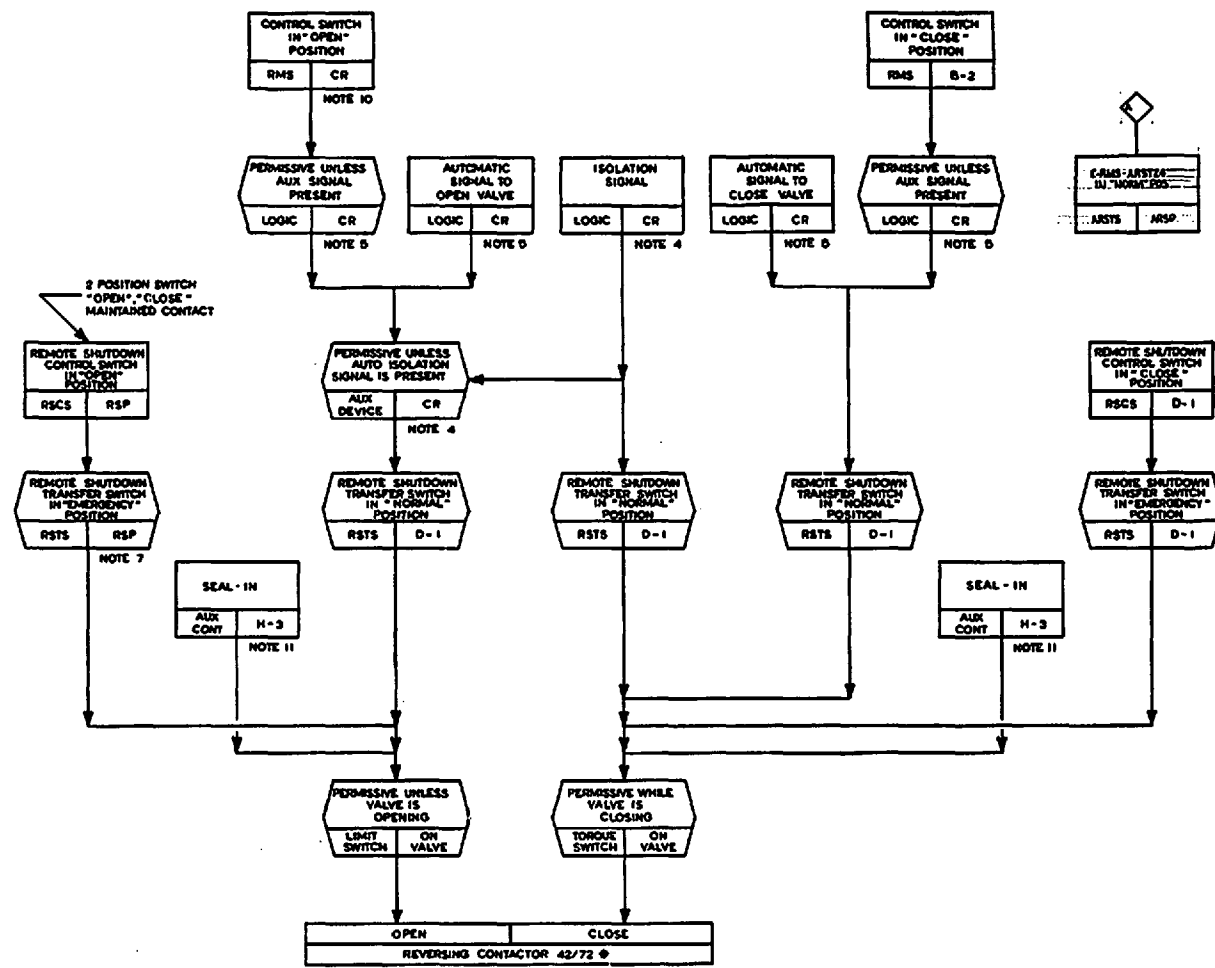 CONTROL SWITCH
IN "OPEN"
POSITION
RMS CR
NOTE 10
CONTROL SWITCH
IN "CLOSE"
POSITION
RMS B-2
PERMISSIVE UNLESS
AUX SIGNAL
PRESENT
LOGIC CR
NOTE 5
AUTOMATIC
SIGNAL TO
OPEN VALVE
LOGIC CR
NOTE 5
ISOLATION
SIGNAL
LOGIC CR
NOTE 4
AUTOMATIC
SIGNAL TO
CLOSE VALVE
LOGIC CR
NOTE 5
PERMISSIVE UNLESS
AUX SIGNAL
PRESENT
LOGIC CR
NOTE 5
IN "NORM" POS
ARSTS ARSP
2 POSITION SWITCH
"OPEN", "CLOSE"
MAINTAINED CONTACT
REMOTE SHUTDOWN
CONTROL SWITCH
IN "OPEN"
POSITION
RSCS RSP
PERMISSIVE UNLESS
AUTO ISOLATION
SIGNAL IS PRESENT
AUX
DEVICE CR
NOTE 4
REMOTE SHUTDOWN
CONTROL SWITCH
IN "CLOSE"
POSITION
RSCS D-1
REMOTE SHUTDOWN
TRANSFER SWITCH
IN "EMERGENCY"
POSITION
RSTS RSP
NOTE 7
REMOTE SHUTDOWN
TRANSFER SWITCH
IN "NORMAL"
POSITION
RSTS D-1
REMOTE SHUTDOWN
TRANSFER SWITCH
IN "NORMAL"
POSITION
RSTS D-1
REMOTE SHUTDOWN
TRANSFER SWITCH
IN "NORMAL"
POSITION
RSTS D-1
REMOTE SHUTDOWN
TRANSFER SWITCH
IN "EMERGENCY"
POSITION
RSTS D-1
SEAL-IN
AUX
CONT H-3
NOTE 11
SEAL-IN
AUX
CONT H-3
NOTE 11
PERMISSIVE UNLESS
VALVE IS
OPENING
LIMIT ON
SWITCH VALVE
PERMISSIVE WHILE
VALVE IS
CLOSING
TORQUE ON
SWITCH VALVE
OPEN CLOSE
REVERSING CONTACTOR 42/72